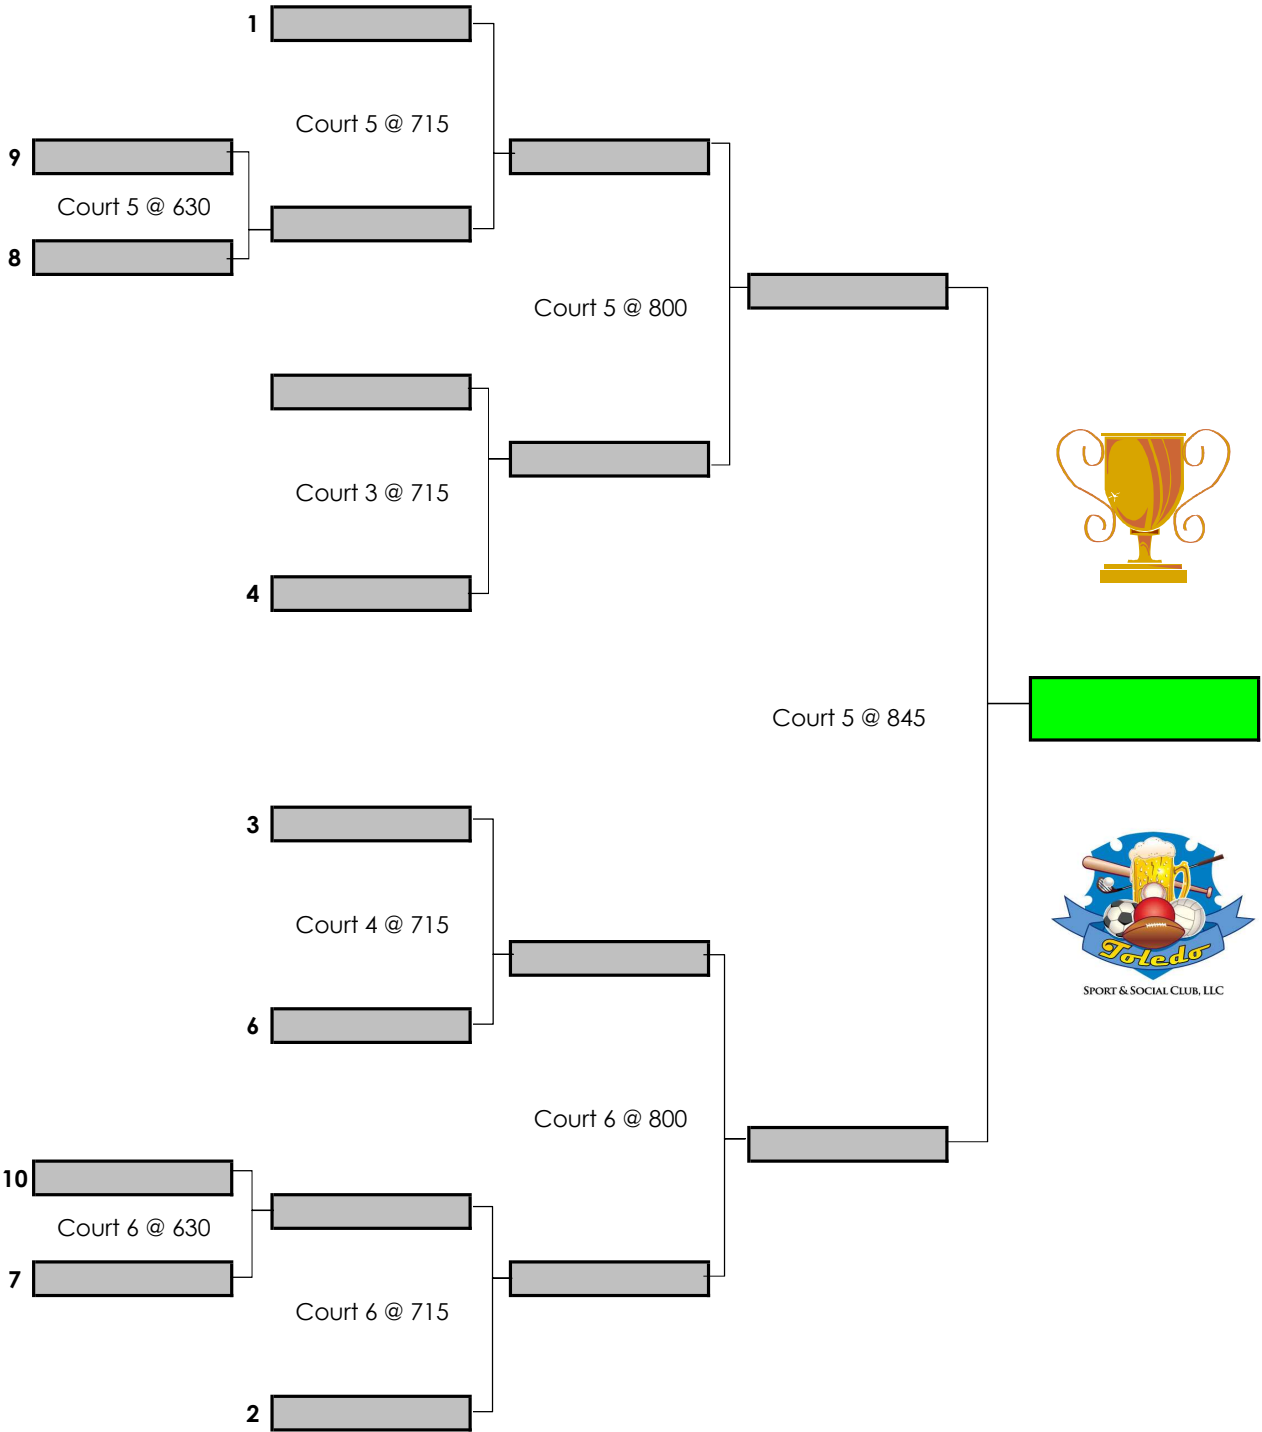 1
Court 5 @ 715
9
Court 5 @ 630
8
Court 5 @ 800
Court 3 @ 715
4
Court 5 @ 845
3
Court 4 @ 715
6
Court 6 @ 800
10
Court 6 @ 630
7
Court 6 @ 715
2
Toledo
SPORT & SOCIAL CLUB, LLC